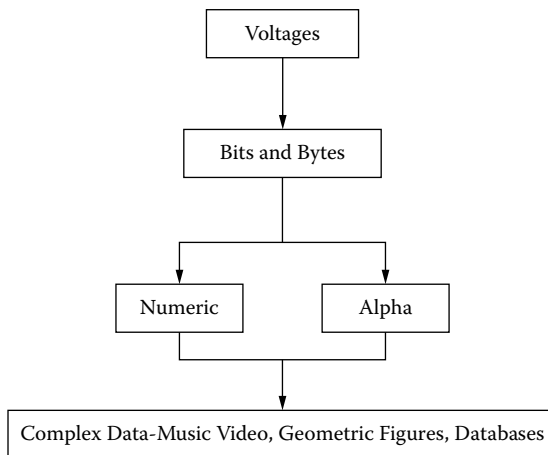 Voltages
Bits and Bytes
Numeric
Alpha
Complex Data-Music Video, Geometric Figures, Databases